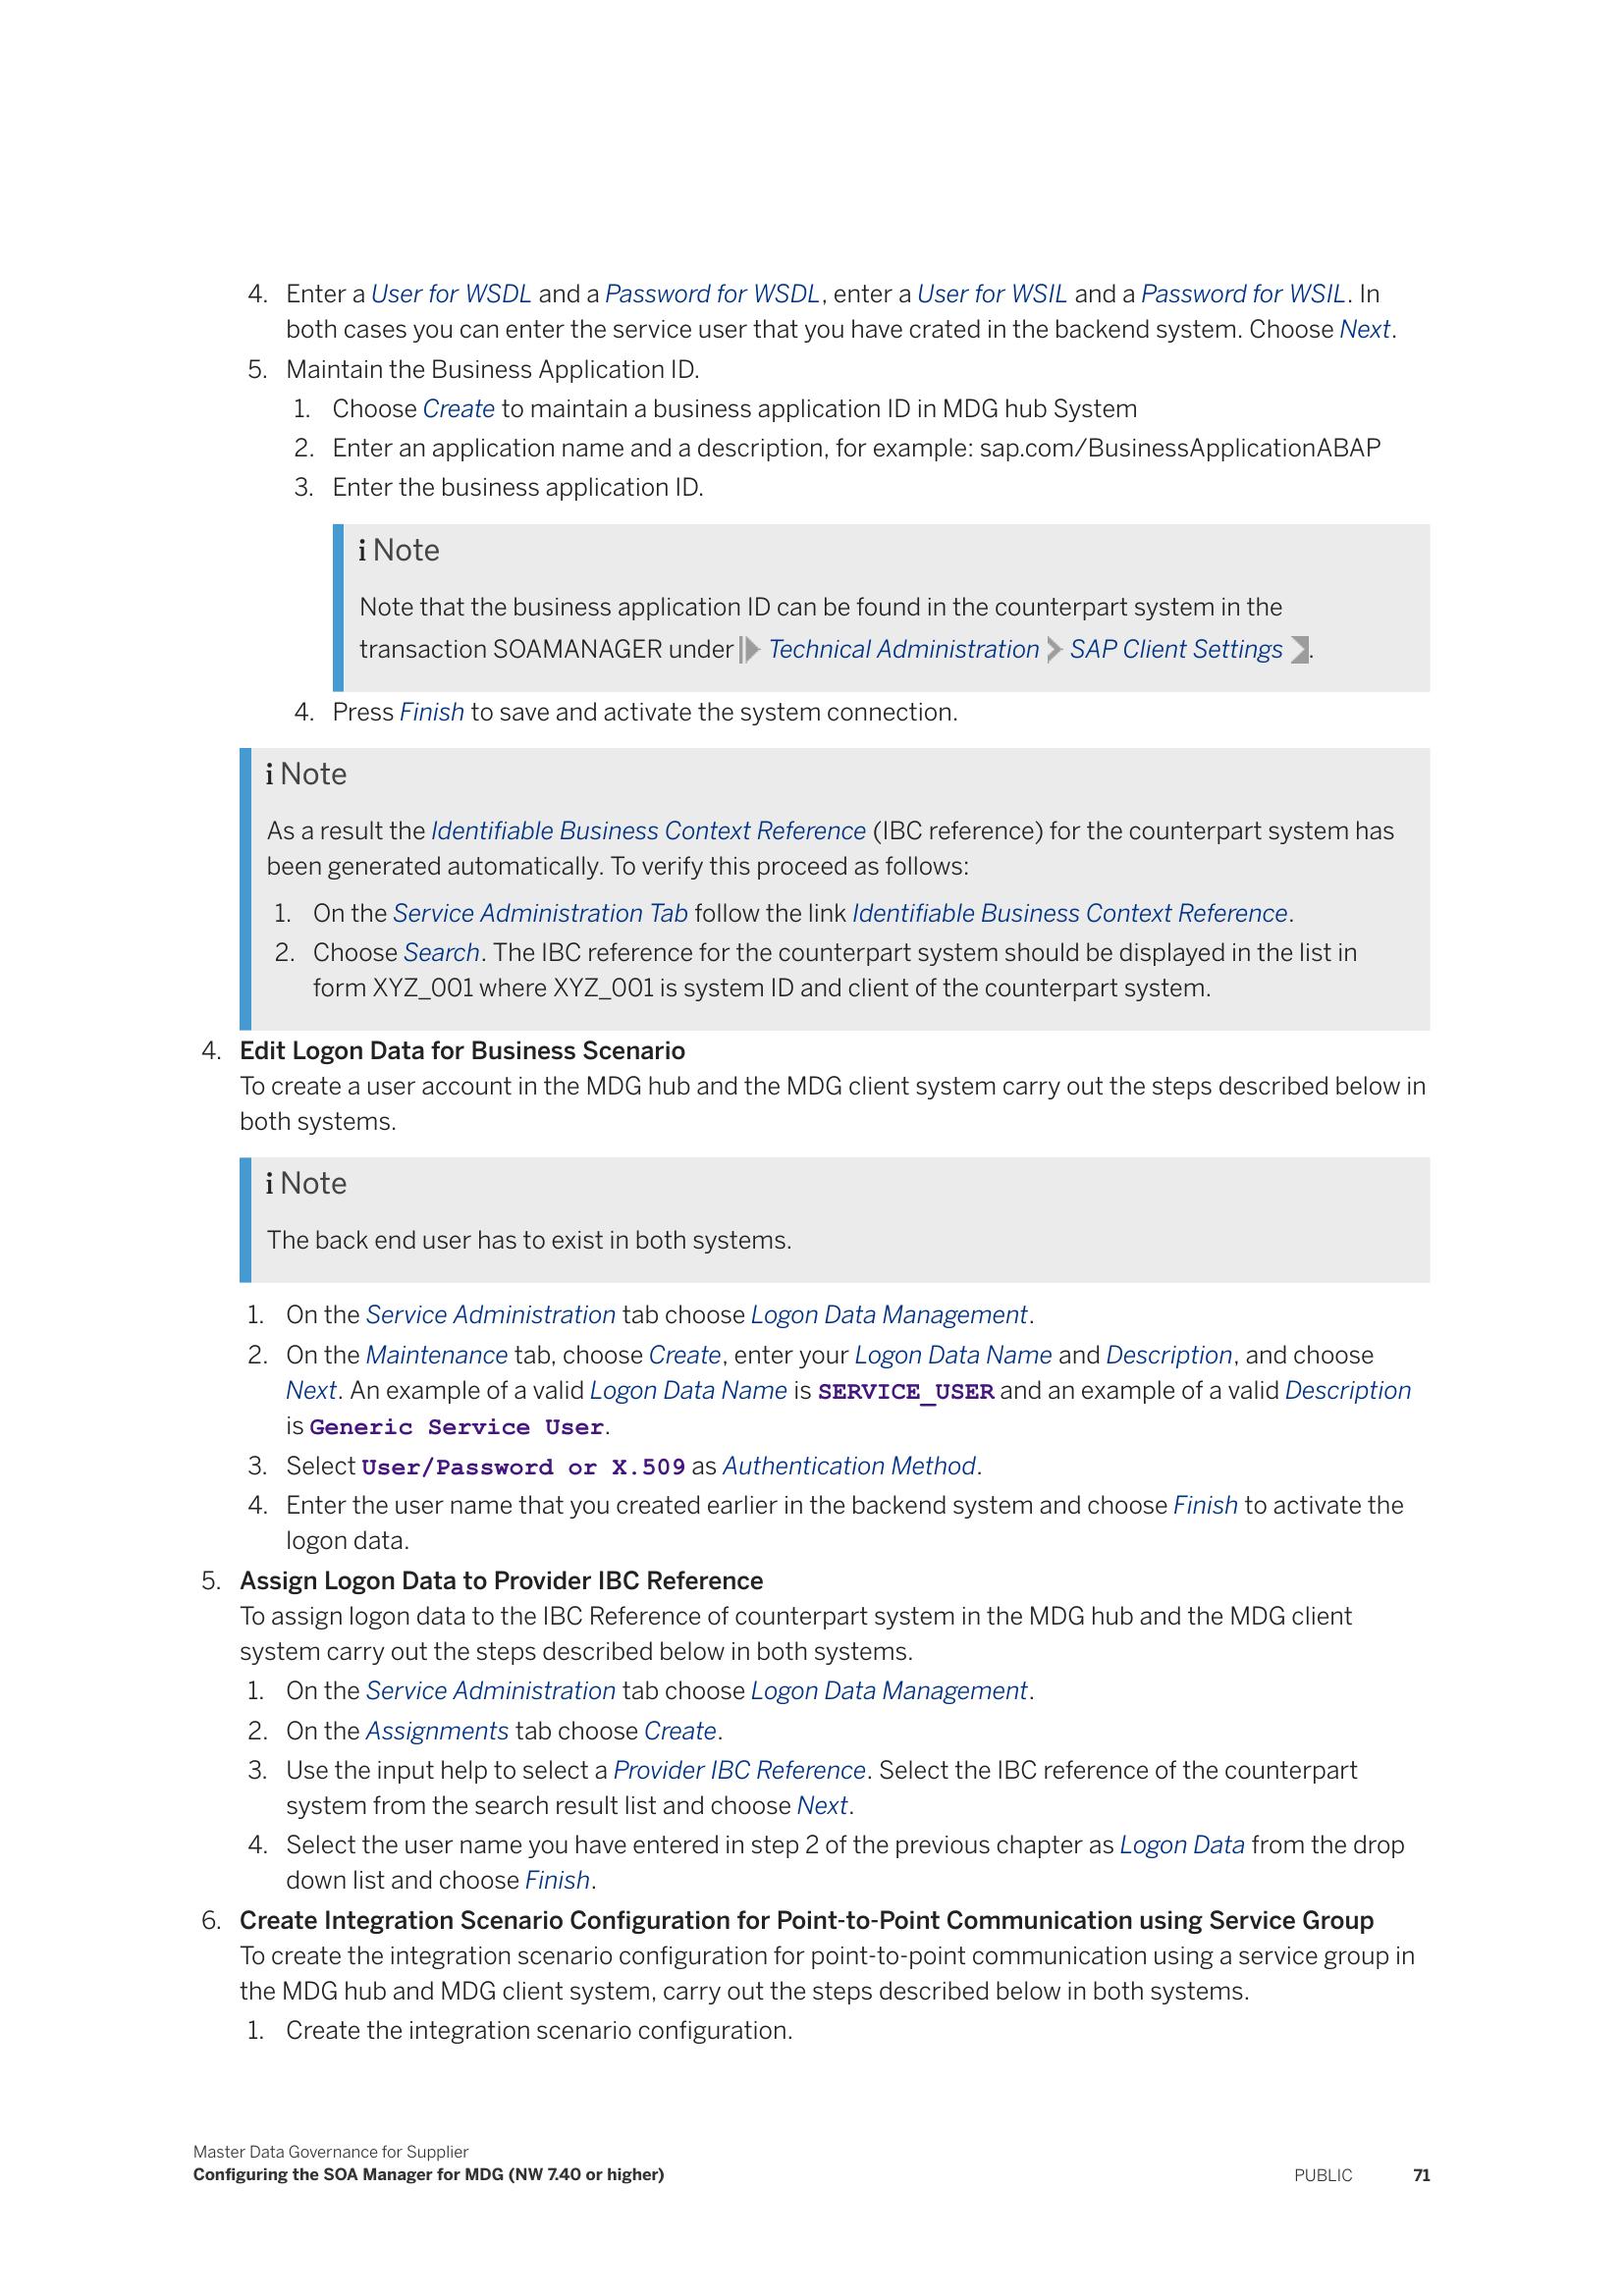 4. Enter a User for WSDL and a Password for WSDL, enter a User for WSIL and a Password for WSIL. In
both cases you can enter the service user that you have crated in the backend system. Choose Next.
5. Maintain the Business Application ID.
1. Choose Create to maintain a business application ID in MDG hub System
2. Enter an application name and a description, for example: sap.com/BusinessApplicationABAP
3. Enter the business application ID.
i Note
Note that the business application ID can be found in the counterpart system in the
transaction SOAMANAGER under Technical Administration SAP Client Settings .
4. Press Finish to save and activate the system connection.
i Note
As a result the Identifiable Business Context Reference (IBC reference) for the counterpart system has
been generated automatically. To verify this proceed as follows:
1. On the Service Administration Tab follow the link Identifiable Business Context Reference.
2. Choose Search. The IBC reference for the counterpart system should be displayed in the list in
form XYZ_001 where XYZ_001 is system ID and client of the counterpart system.
4. Edit Logon Data for Business Scenario
To create a user account in the MDG hub and the MDG client system carry out the steps described below in
both systems.
i Note
The back end user has to exist in both systems.
1. On the Service Administration tab choose Logon Data Management.
2. On the Maintenance tab, choose Create, enter your Logon Data Name and Description, and choose
Next. An example of a valid Logon Data Name is SERVICE_USER and an example of a valid Description
is Generic Service User.
3. Select User/Password or X.509 as Authentication Method.
4. Enter the user name that you created earlier in the backend system and choose Finish to activate the
logon data.
5. Assign Logon Data to Provider IBC Reference
To assign logon data to the IBC Reference of counterpart system in the MDG hub and the MDG client
system carry out the steps described below in both systems.
1. On the Service Administration tab choose Logon Data Management.
2. On the Assignments tab choose Create.
3. Use the input help to select a Provider IBC Reference. Select the IBC reference of the counterpart
system from the search result list and choose Next.
4. Select the user name you have entered in step 2 of the previous chapter as Logon Data from the drop
down list and choose Finish.
6. Create Integration Scenario Configuration for Point-to-Point Communication using Service Group
To create the integration scenario configuration for point-to-point communication using a service group in
the MDG hub and MDG client system, carry out the steps described below in both systems.
1. Create the integration scenario configuration.
Master Data Governance for Supplier
Configuring the SOA Manager for MDG (NW 7.40 or higher)
PUBLIC 71